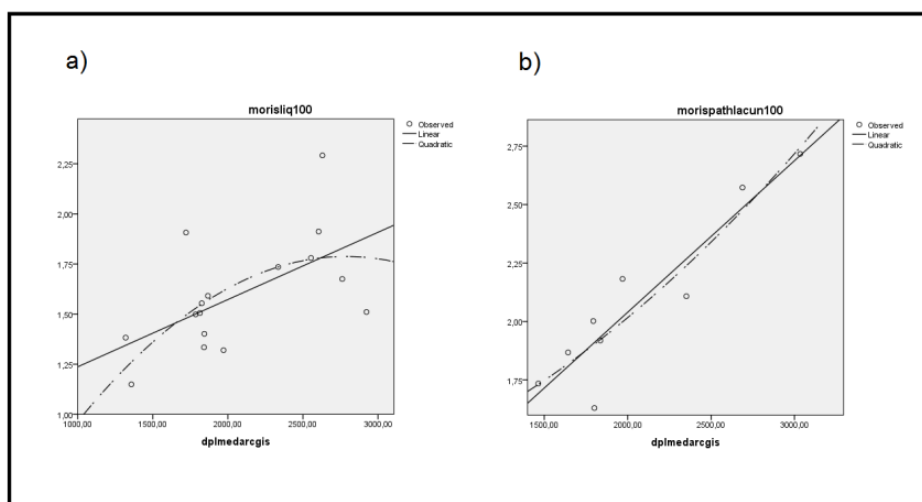 a)
morisliq100
Observed
Linear
Quadratic
2,25
2,00
1,75
1,50
1,25
1,00
1000,00 1500,00 2000,00 2500,00 3000,00
dplmedarcgis
b)
morispathlacun100
Observed
Linear
Quadratic
2,75
2,50
2,25
2,00
1,75
1500,00 2000,00 2500,00 3000,00
dplmedarcgis